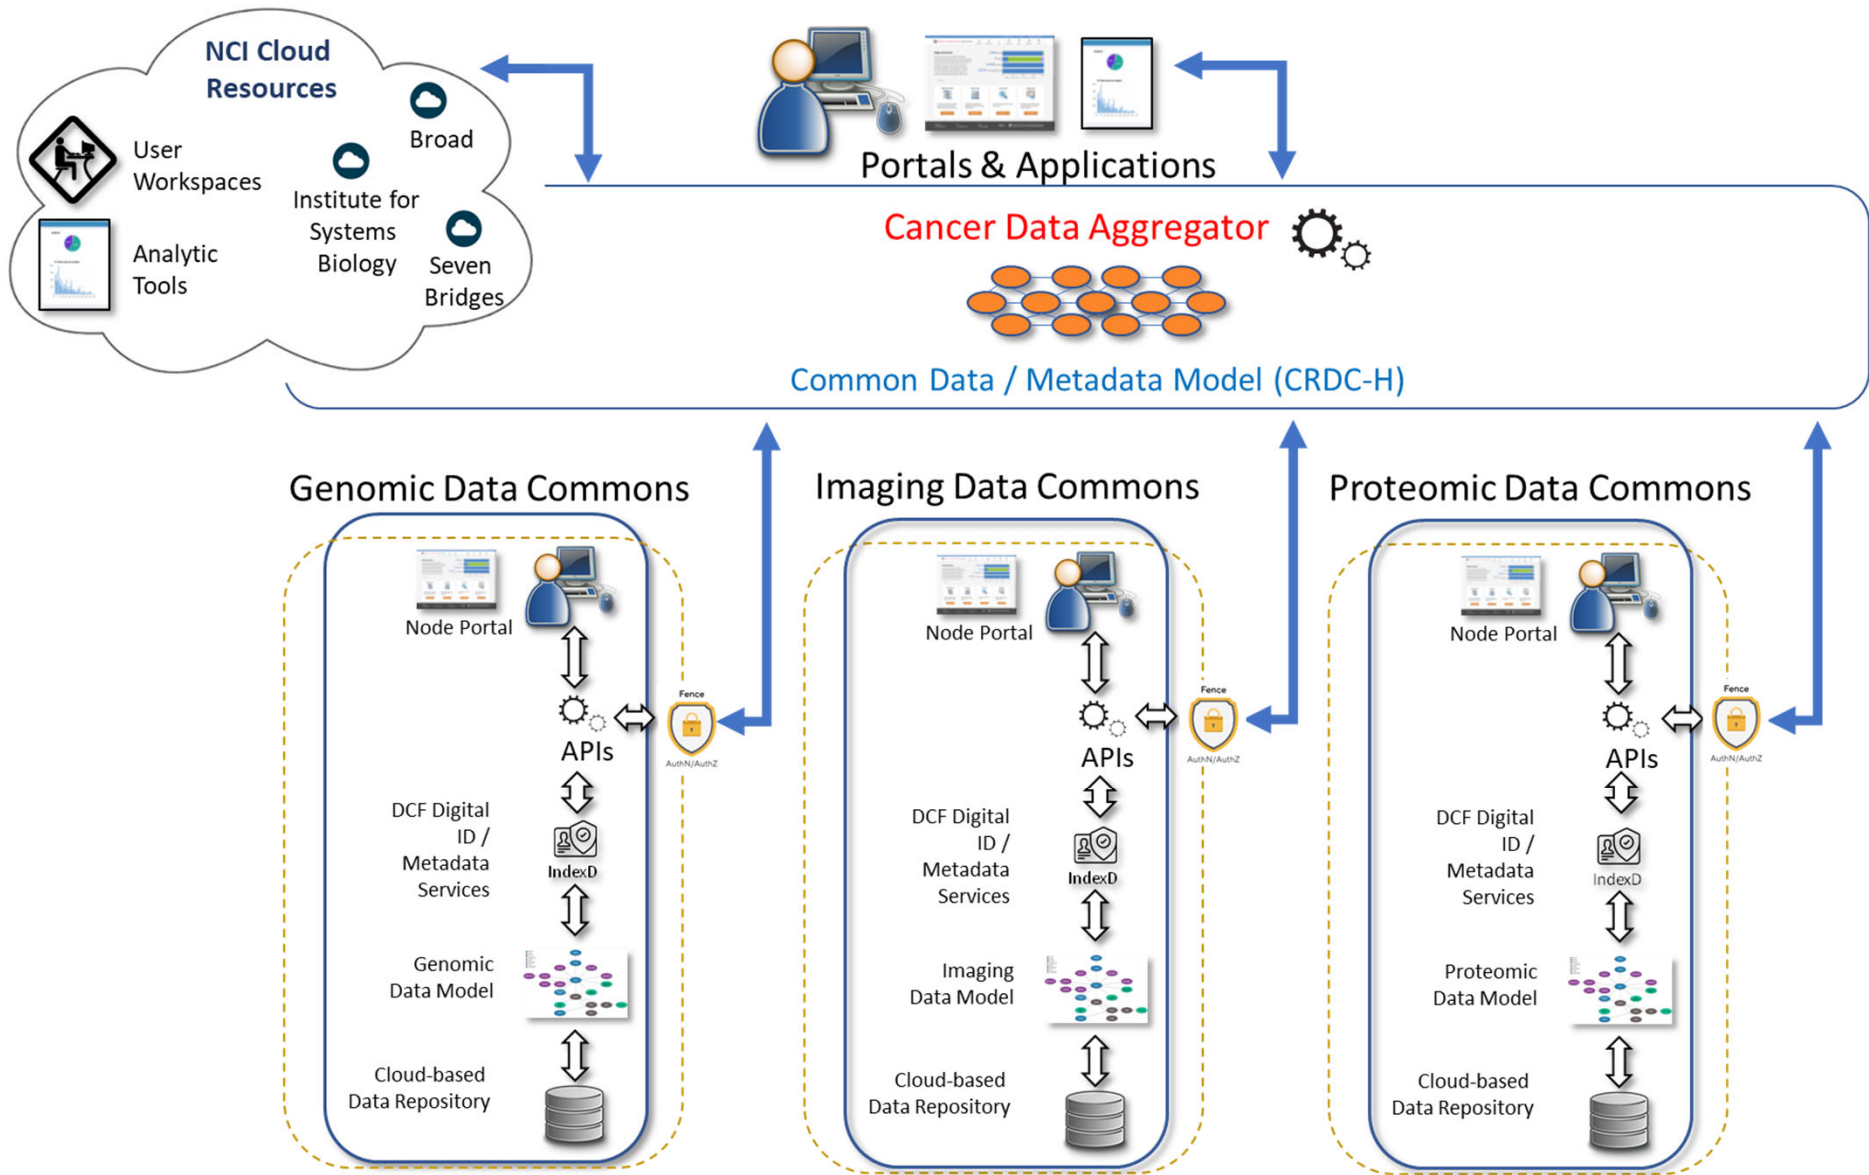 NCI Cloud
Resources
Broad
User
Workspaces
Institute for
Systems
Biology
Analytic
Tools
Seven
Bridges
Portals & Applications
Cancer Data Aggregator
Common Data / Metadata Model (CRDC-H)
Genomic Data Commons
Node Portal
Fence
AuthN/AuthZ
APIs
DCF Digital
ID /
Metadata
Services
IndexD
Genomic
Data Model
Cloud-based
Data Repository
Imaging Data Commons
Node Portal
Fence
AuthN/AuthZ
APIs
DCF Digital
ID /
Metadata
Services
IndexD
Imaging
Data Model
Cloud-based
Data Repository
Proteomic Data Commons
Node Portal
Fence
AuthN/AuthZ
APIs
DCF Digital
ID /
Metadata
Services
IndexD
Proteomic
Data Model
Cloud-based
Data Repository